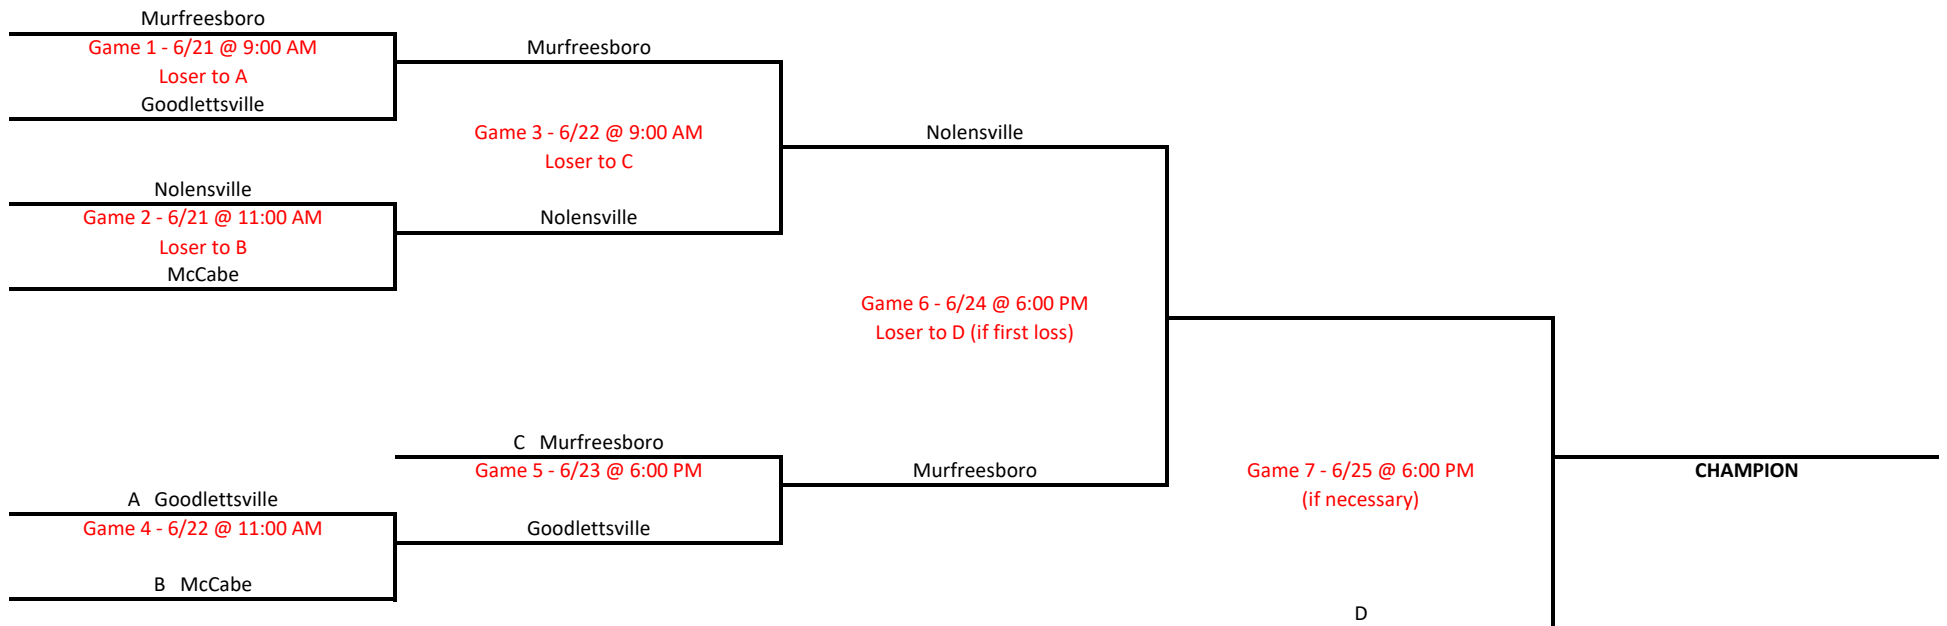 Murfreesboro
Game 1 - 6/21 @ 9:00 AM
Loser to A
Goodlettsville
Murfreesboro
Game 3 - 6/22 @ 9:00 AM
Loser to C
Nolensville
Nolensville
Game 2 - 6/21 @ 11:00 AM
Loser to B
McCabe
Nolensville
Game 6 - 6/24 @ 6:00 PM
Loser to D (if first loss)
C Murfreesboro
Game 5 - 6/23 @ 6:00 PM
Murfreesboro
A Goodlettsville
Game 4 - 6/22 @ 11:00 AM
Goodlettsville
B McCabe
Game 7 - 6/25 @ 6:00 PM
(if necessary)
D
CHAMPION